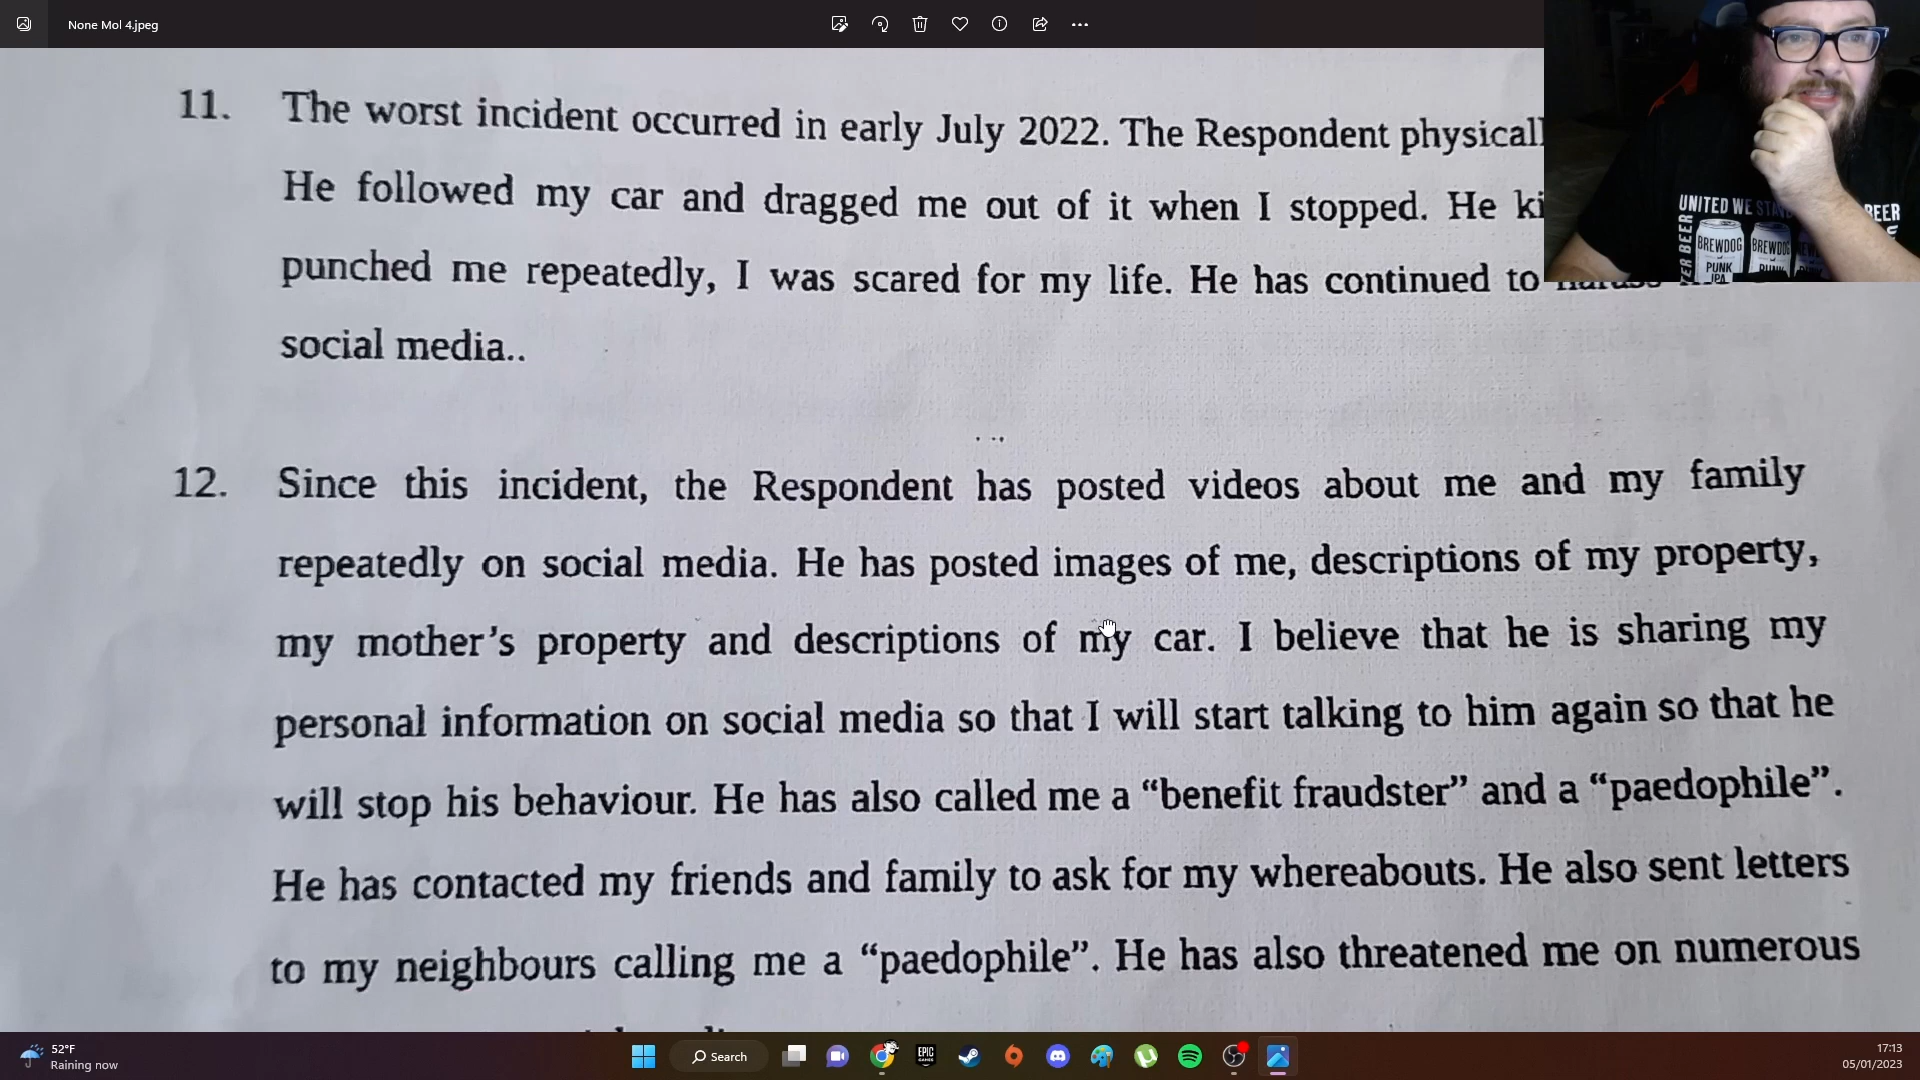 None Mol 4.jpeg
11. The worst incident occurred in early July 2022. The Respondent
He followed my car and dragged me out of it when I stopped. He
punched me repeatedly, I was scared for my life. He has continued to
social media..
12. Since this incident, the Respondent has posted videos about me and my family
repeatedly on social media. He has posted images of me, descriptions of my property,
my mother's property and descriptions of my car. I believe that he is sharing my
personal information on social media so that I will start talking to him again so that he
will stop his behaviour. He has also called me a “benefit fraudster” and a “paedophile”.
He has contacted my friends and family to ask for my whereabouts. He also sent letters
to my neighbours calling me a “paedophile”. He has also threatened me on numerous
UNITED WE BEER
BEER
BREWDOG BREWDOG
PUNK PUNK
IPA
52°F
Raining now
Search
EPIC
GAMES
17:13
05/01/2023